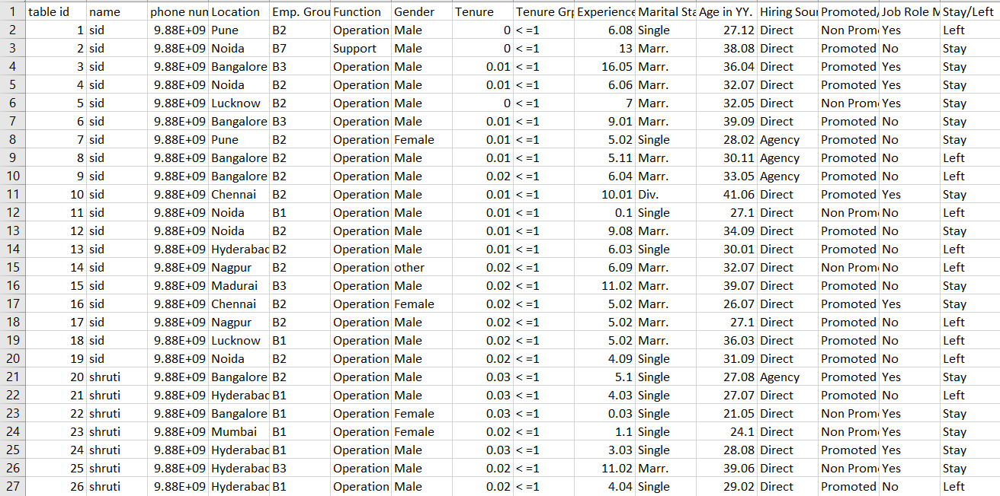 1 table id name phone nun Location Emp. Grou Function Gender Tenure Tenure Grp Experience Marital Sta Age in YY. Hiring Sour Promoted/ Job Role M Stay/Left
2 1 sid 9.88E+09 Pune B2 Operation Male 0 < =1 6.08 Single 27.12 Direct Non Prom Yes Left
3 2 sid 9.88E+09 Noida B7 Support Male 0 < =1 13 Marr. 38.08 Direct Promoted No Stay
4 3 sid 9.88E+09 Bangalore B3 Operation Male 0.01 < =1 16.05 Marr. 36.04 Direct Promoted Yes Stay
5 4 sid 9.88E+09 Noida B2 Operation Male 0.01 < =1 6.06 Marr. 32.07 Direct Promoted Yes Stay
6 5 sid 9.88E+09 Lucknow B2 Operation Male 0 < =1 7 Marr. 32.05 Direct Non Prom Yes Stay
7 6 sid 9.88E+09 Bangalore B3 Operation Male 0.01 < =1 9.01 Marr. 39.09 Direct Promoted No Stay
8 7 sid 9.88E+09 Pune B2 Operation Female 0.01 < =1 5.02 Single 28.02 Agency Promoted No Stay
9 8 sid 9.88E+09 Bangalore B2 Operation Male 0.01 < =1 5.11 Marr. 30.11 Agency Promoted No Left
10 9 sid 9.88E+09 Bangalore B2 Operation Male 0.02 < =1 6.04 Marr. 33.05 Agency Promoted No Left
11 10 sid 9.88E+09 Chennai B2 Operation Male 0.02 < =1 10.01 Div. 41.06 Direct Promoted Yes Stay
12 11 sid 9.88E+09 Noida B1 Operation Male 0.01 < =1 0.1 Single 27.1 Direct Non Prom No Left
13 12 sid 9.88E+09 Noida B2 Operation Male 0.01 < =1 9.08 Marr. 34.09 Direct Promoted No Stay
14 13 sid 9.88E+09 Hyderabad B2 Operation Male 0.01 < =1 6.03 Single 30.01 Direct Promoted No Left
15 14 sid 9.88E+09 Nagpur B2 Operation other 0.02 < =1 6.09 Marr. 32.07 Direct Non Prom No Left
16 15 sid 9.88E+09 Madurai B3 Operation Male 0.02 < =1 11.02 Marr. 39.07 Direct Promoted No Stay
17 16 sid 9.88E+09 Chennai B2 Operation Female 0.02 < =1 5.02 Marr. 26.07 Direct Promoted Yes Stay
18 17 sid 9.88E+09 Nagpur B2 Operation Male 0.02 < =1 5.02 Marr. 27.1 Direct Promoted No Left
19 18 sid 9.88E+09 Lucknow B1 Operation Male 0.02 < =1 5.02 Marr. 36.03 Direct Promoted No Left
20 19 sid 9.88E+09 Noida B2 Operation Male 0.02 < =1 4.09 Single 31.09 Direct Promoted No Left
21 20 shruti 9.88E+09 Bangalore B2 Operation Male 0.03 < =1 5.1 Single 27.08 Agency Promoted Yes Stay
22 21 shruti 9.88E+09 Hyderabad B1 Operation Male 0.03 < =1 4.03 Single 27.07 Direct Promoted No Left
23 22 shruti 9.88E+09 Bangalore B1 Operation Female 0.03 < =1 0.03 Single 21.05 Direct Non Prom Yes Stay
24 23 shruti 9.88E+09 Mumbai B1 Operation Female 0.02 < =1 1.1 Single 24.1 Direct Non Prom Yes Stay
25 24 shruti 9.88E+09 Hyderabad B1 Operation Male 0.03 < =1 3.03 Single 28.08 Direct Promoted Yes Stay
26 25 shruti 9.88E+09 Hyderabad B3 Operation Male 0.02 < =1 11.02 Marr. 39.06 Direct Non Prom Yes Stay
27 26 shruti 9.88E+09 Hyderabad B1 Operation Male 0.02 < =1 4.04 Single 29.02 Direct Promoted No Left